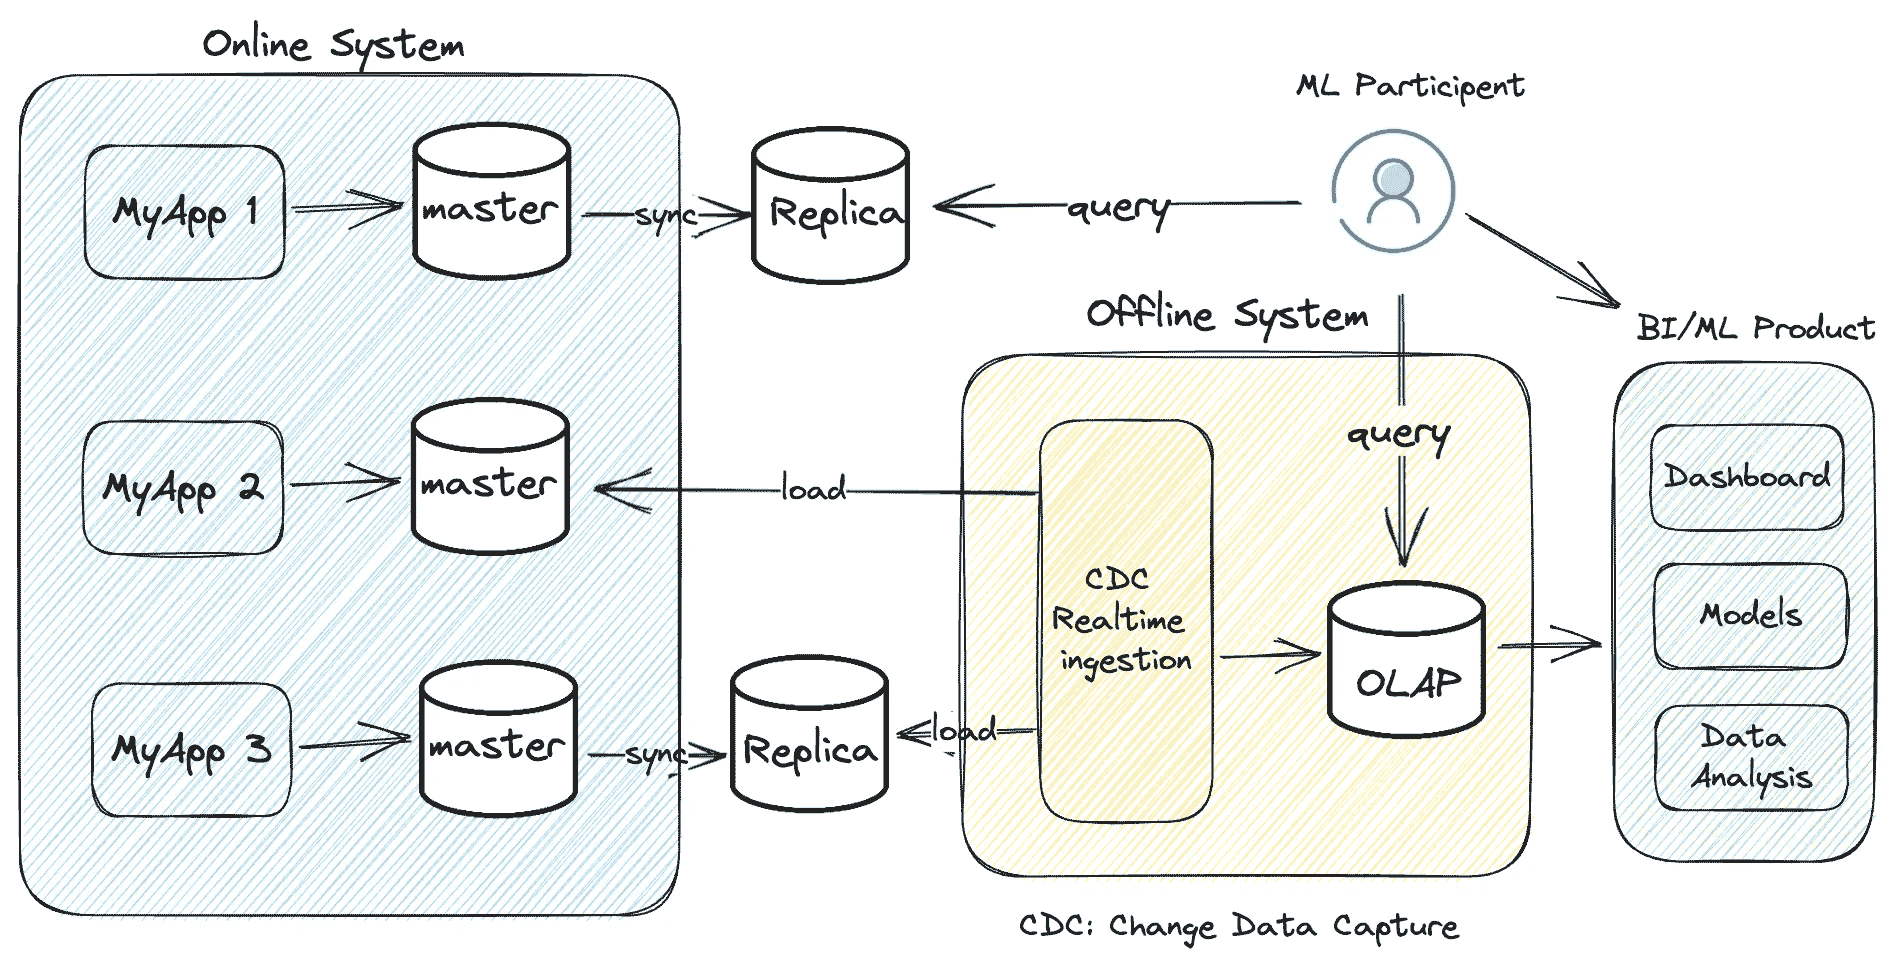 Online System
ML Participent
MyApp 1
master
sync
Replica
query
Offline System
BI/ML Product
MyApp 2
master
load
query
Dashboard
CDC
Realtime
ingestion
Models
OLAP
MyApp 3
master
sync
Replica
load
Data
Analysis
CDC: Change Data Capture